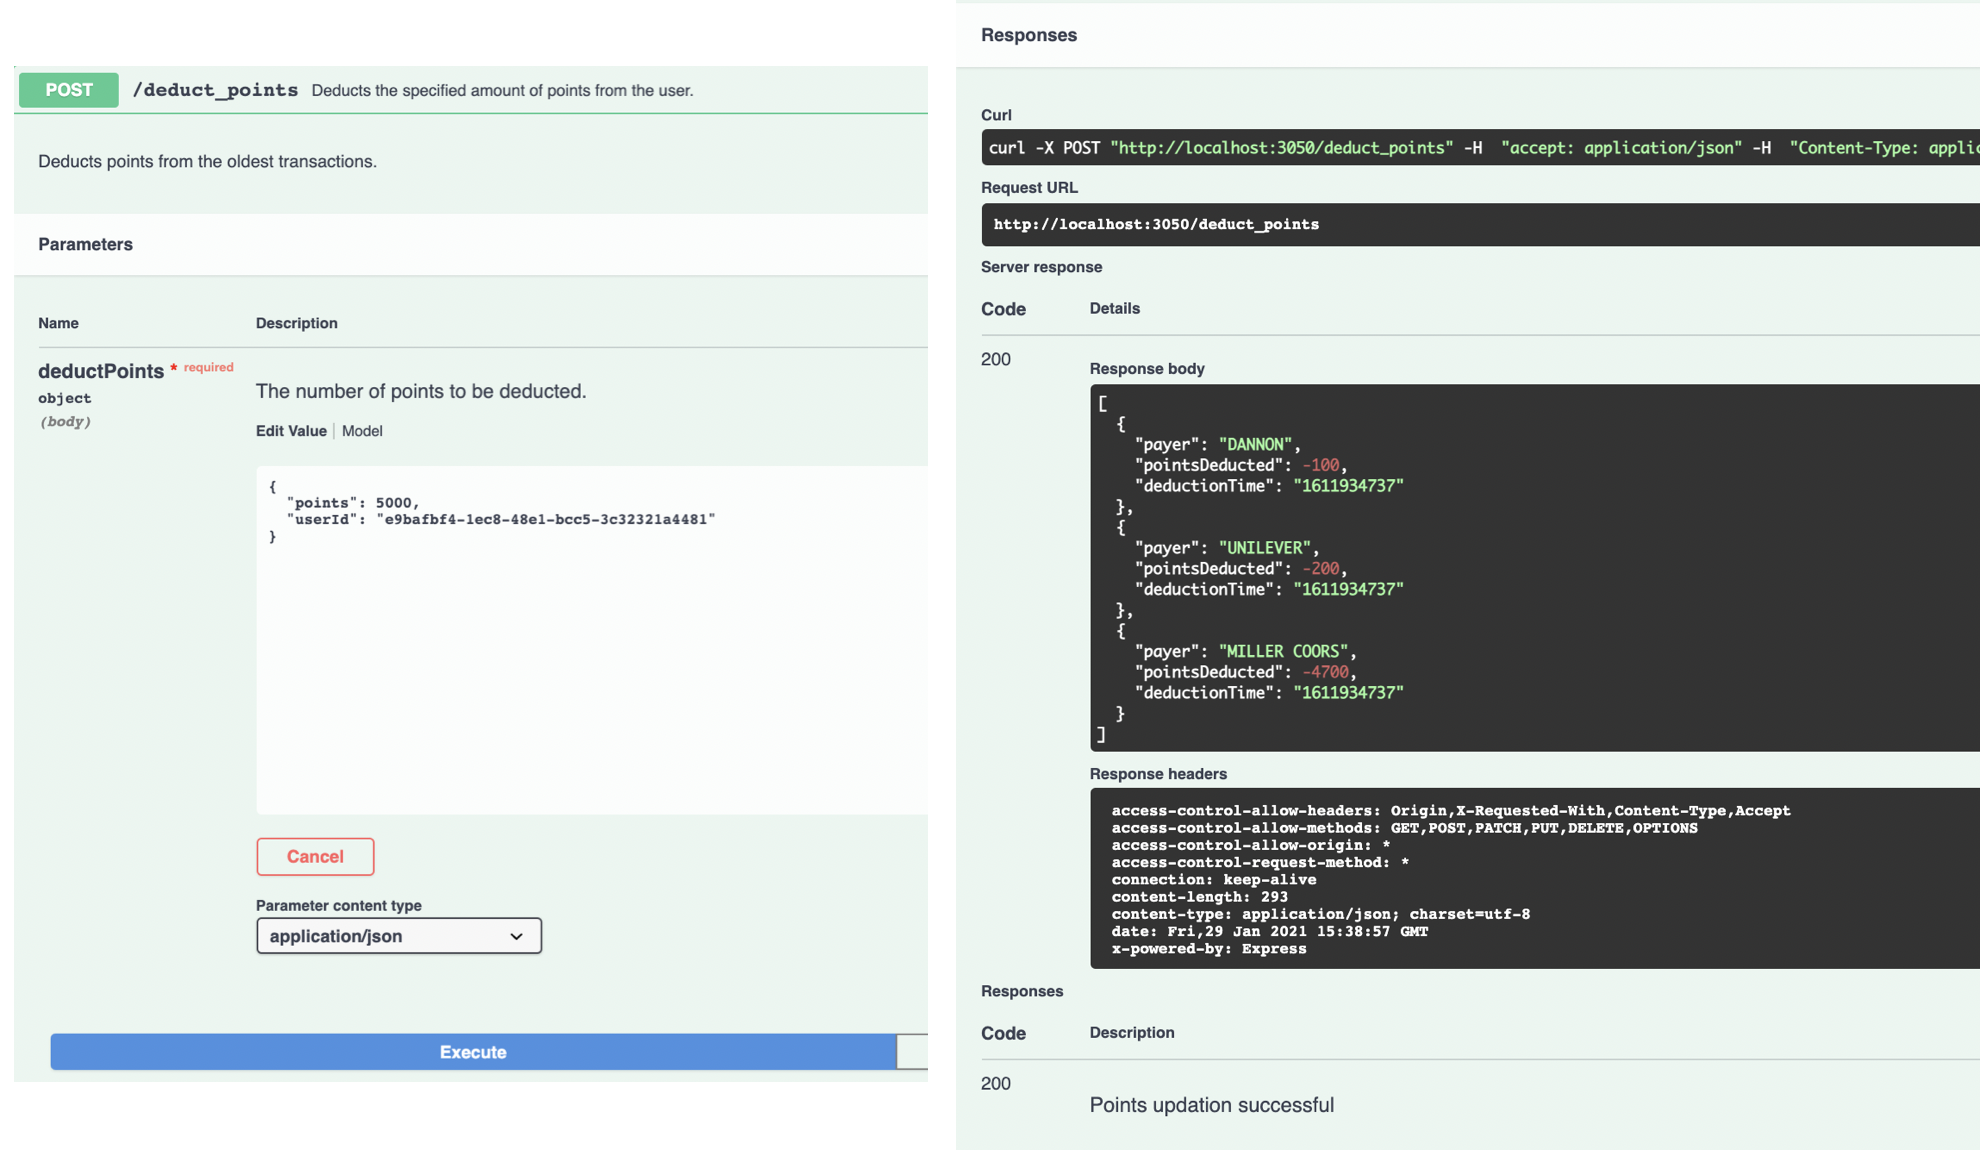 POST /deduct_points Deducts the specified amount of points from the user.
Deducts points from the oldest transactions.
Parameters
Name Description
deductPoints * required
object
(body)
The number of points to be deducted.
Edit Value | Model
{
  "points": 5000,
  "userId": "e9bafbf4-1ec8-48e1-bcc5-3c32321a4481"
}
Cancel
Parameter content type
application/json
Execute
Responses
Curl
curl -X POST "http://localhost:3050/deduct_points" -H  "accept: application/json" -H  "Content-Type: applic
Request URL
http://localhost:3050/deduct_points
Server response
Code Details
200
Response body
[
  {
    "payer": "DANNON",
    "pointsDeducted": -100,
    "deductionTime": "1611934737"
  },
  {
    "payer": "UNILEVER",
    "pointsDeducted": -200,
    "deductionTime": "1611934737"
  },
  {
    "payer": "MILLER COORS",
    "pointsDeducted": -4700,
    "deductionTime": "1611934737"
  }
]
Response headers
access-control-allow-headers: Origin,X-Requested-With,Content-Type,Accept
access-control-allow-methods: GET,POST,PATCH,PUT,DELETE,OPTIONS
access-control-allow-origin: *
access-control-request-method: *
connection: keep-alive
content-length: 293
content-type: application/json; charset=utf-8
date: Fri,29 Jan 2021 15:38:57 GMT
x-powered-by: Express
Responses
Code Description
200
Points updation successful